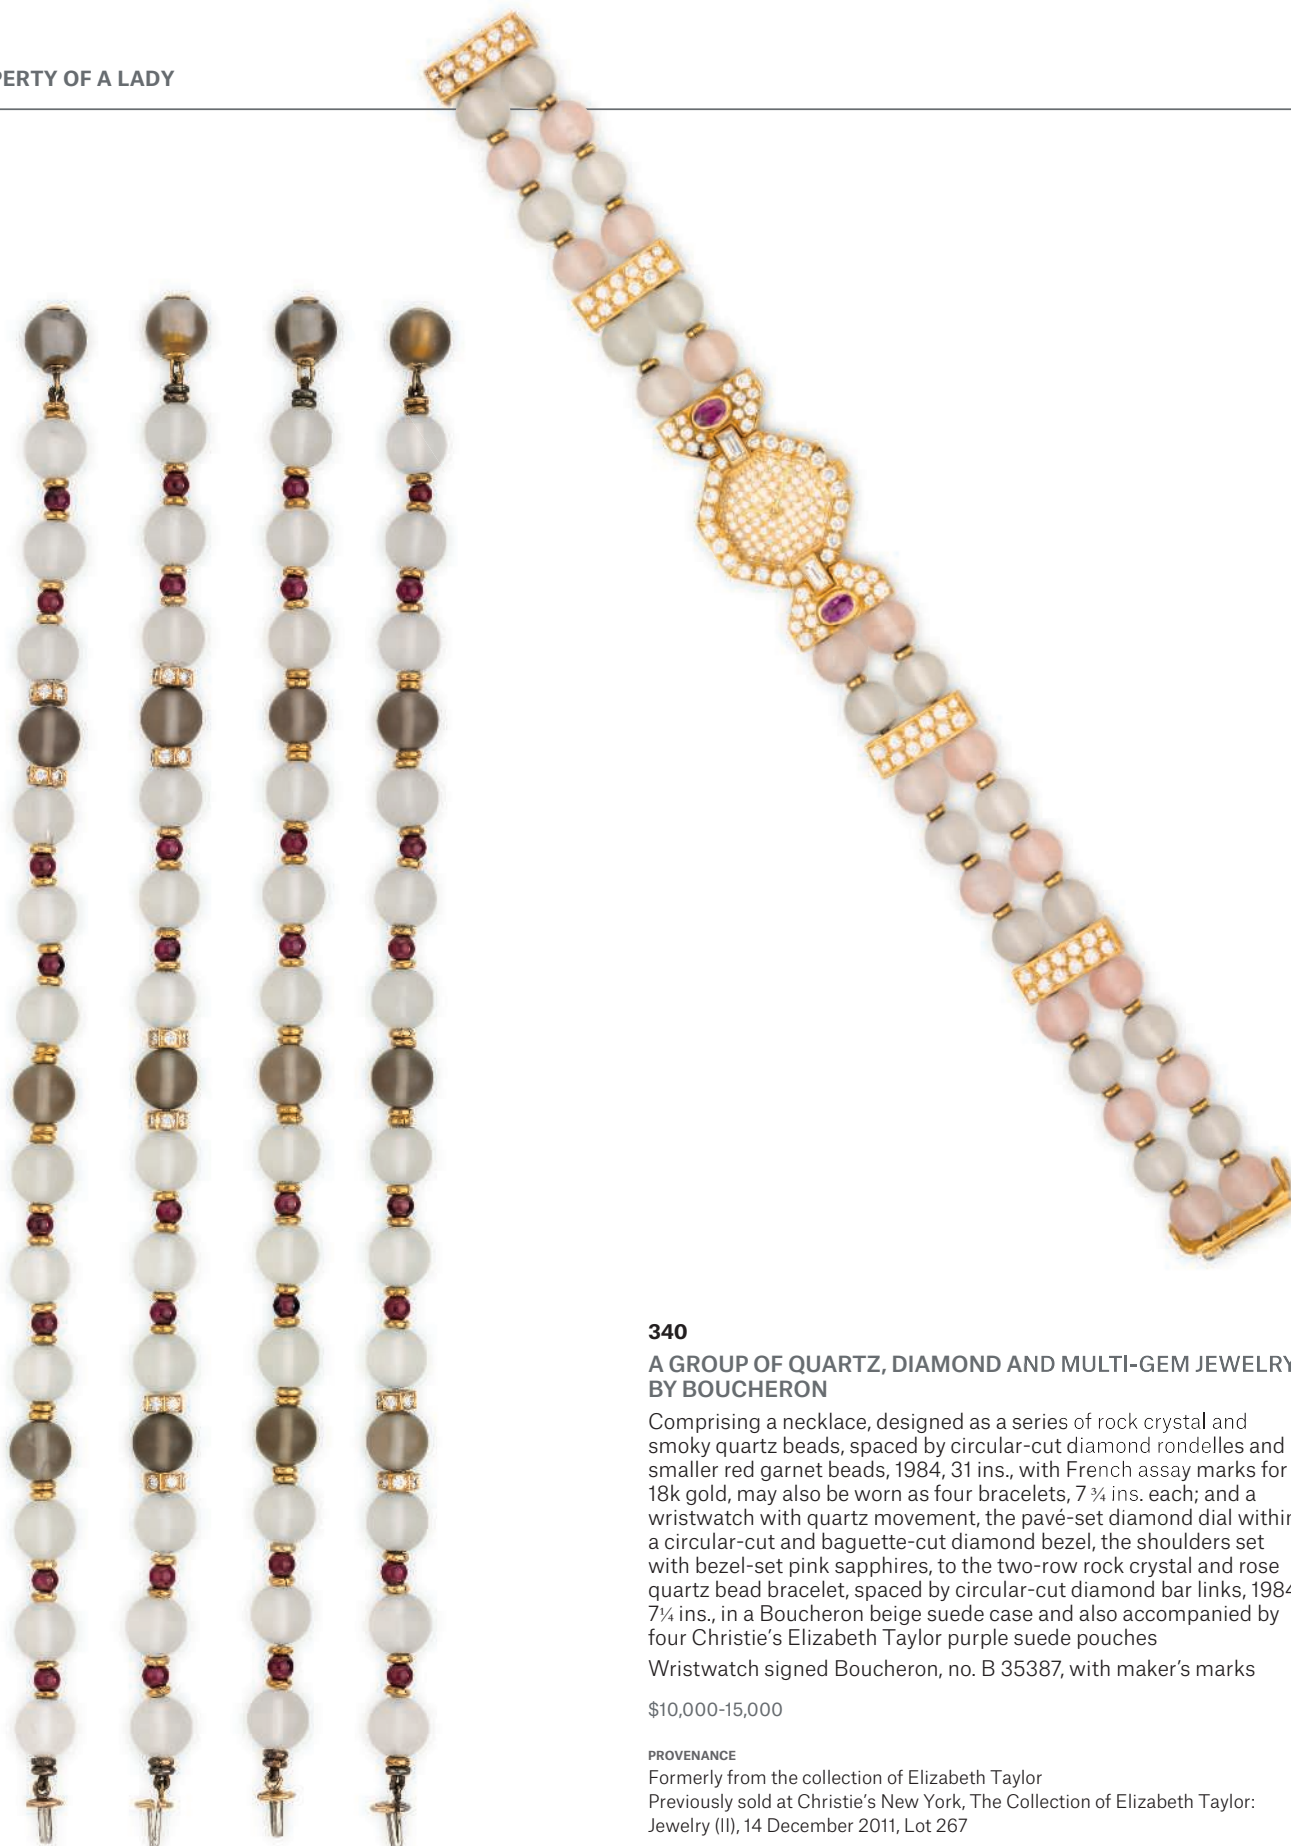 PERTY OF A LADY
340
A GROUP OF QUARTZ, DIAMOND AND MULTI-GEM JEWELRY
BY BOUCHERON
Comprising a necklace, designed as a series of rock crystal and
smoky quartz beads, spaced by circular-cut diamond rondelles and
smaller red garnet beads, 1984, 31 ins., with French assay marks for
18k gold, may also be worn as four bracelets, 7 ¾ ins. each; and a
wristwatch with quartz movement, the pavé-set diamond dial within
a circular-cut and baguette-cut diamond bezel, the shoulders set
with bezel-set pink sapphires, to the two-row rock crystal and rose
quartz bead bracelet, spaced by circular-cut diamond bar links, 1984
7¼ ins., in a Boucheron beige suede case and also accompanied by
four Christie's Elizabeth Taylor purple suede pouches
Wristwatch signed Boucheron, no. B 35387, with maker's marks
$10,000-15,000
PROVENANCE
Formerly from the collection of Elizabeth Taylor
Previously sold at Christie's New York, The Collection of Elizabeth Taylor:
Jewelry (II), 14 December 2011, Lot 267